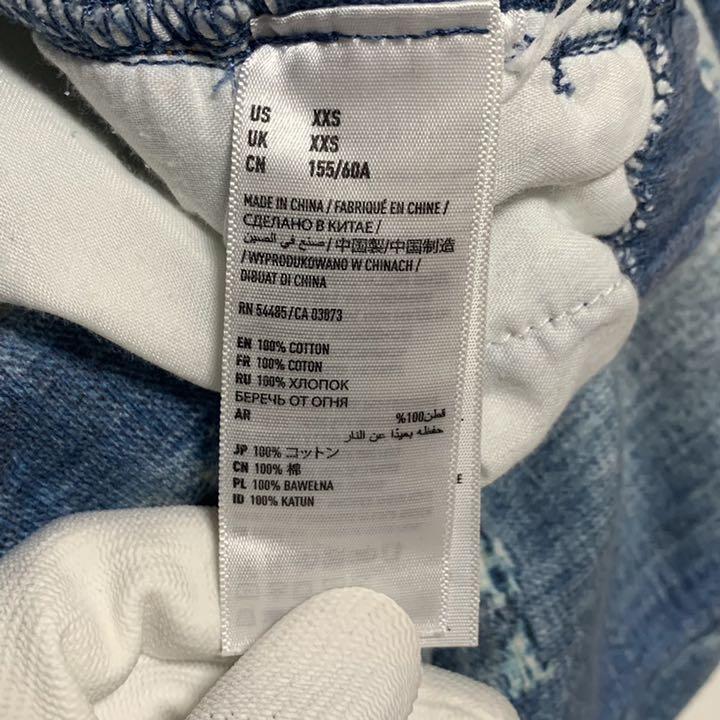 US XXS
UK XXS
CN 155/60A
MADE IN CHINA / FABRIQUÉ EN CHINE /
СДЕЛАНО В КИТАЕ /
صنع في الصين /中国製/中国制造
/ WYPRODUKOWANO W CHINACH /
DIBUAT DI CHINA
RN 54485/CA 03873
EN 100% COTTON
FR 100% COTON
RU 100% ХЛОПОК
БЕРЕЧЬ ОТ ОГНЯ
AR قطن100%
حفظه بعيدًا عن النار
JP 100% コットン
CN 100% 棉
PL 100% BAWEŁNA
ID 100% KATUN
E